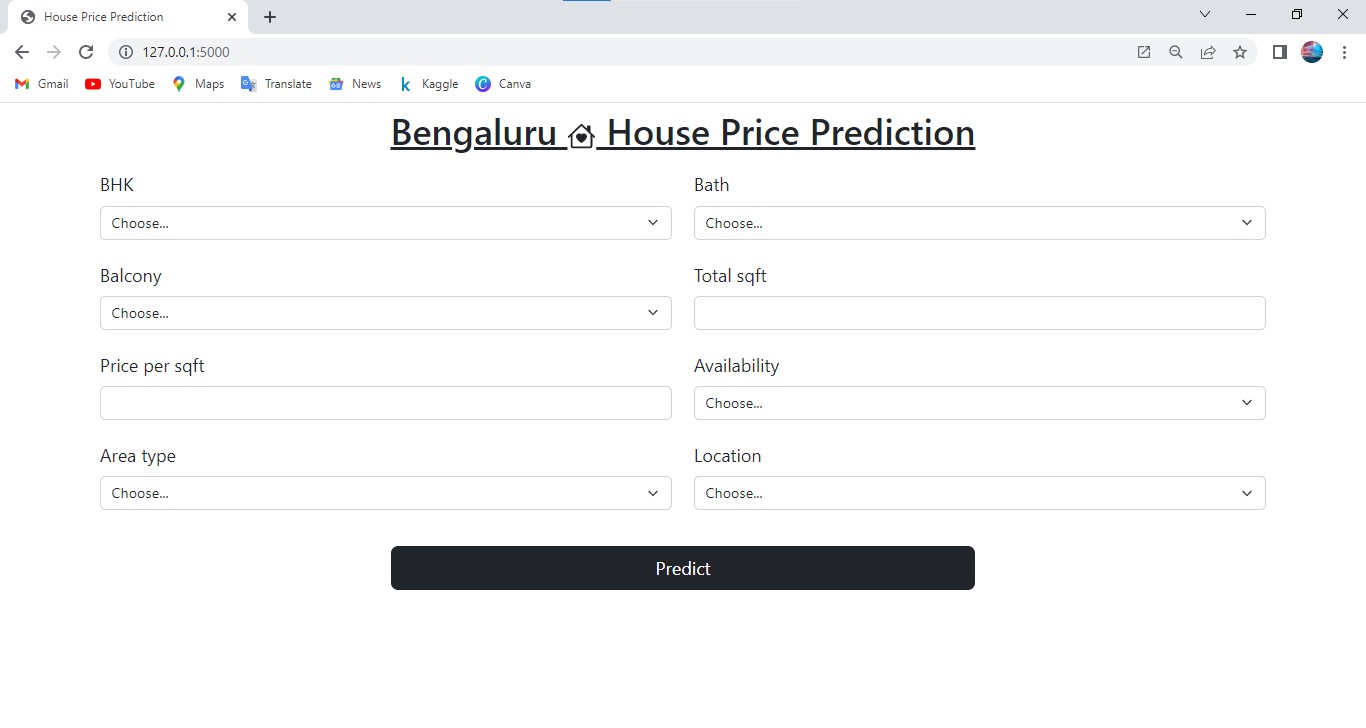 House Price Prediction
127.0.0.1:5000
Gmail YouTube Maps Translate News Kaggle Canva
Bengaluru House Price Prediction
BHK Bath
Choose... Choose...
Balcony Total sqft
Choose...
Price per sqft Availability
Choose...
Area type Location
Choose... Choose...
Predict